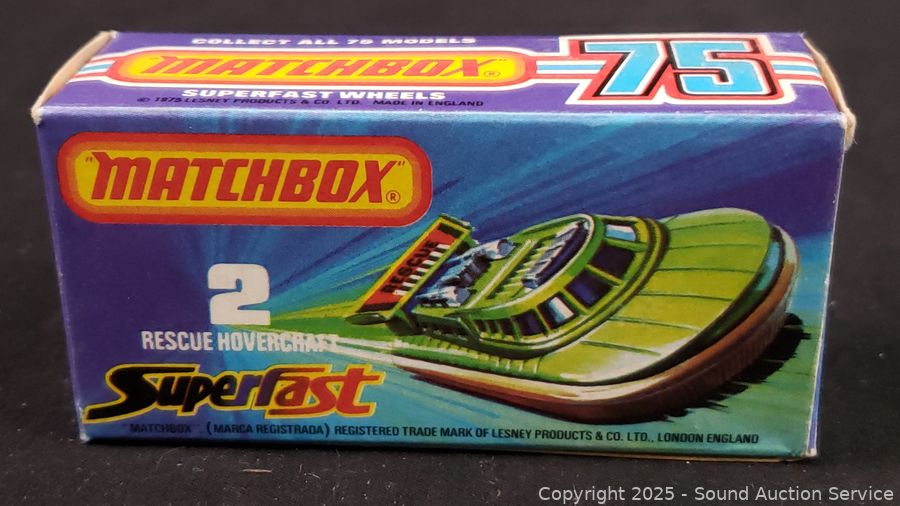 COLLECT ALL 75 MODELS
"MATCHBOX"®
75
SUPERFAST WHEELS
© 1975 LESNEY PRODUCTS & CO. LTD. MADE IN ENGLAND
"MATCHBOX"®
RESCUE
2
RESCUE HOVERCRAFT
Superfast
"MATCHBOX" (MARCA REGISTRADA) REGISTERED TRADE MARK OF LESNEY PRODUCTS & CO. LTD., LONDON ENGLAND
Copyright 2025 - Sound Auction Service